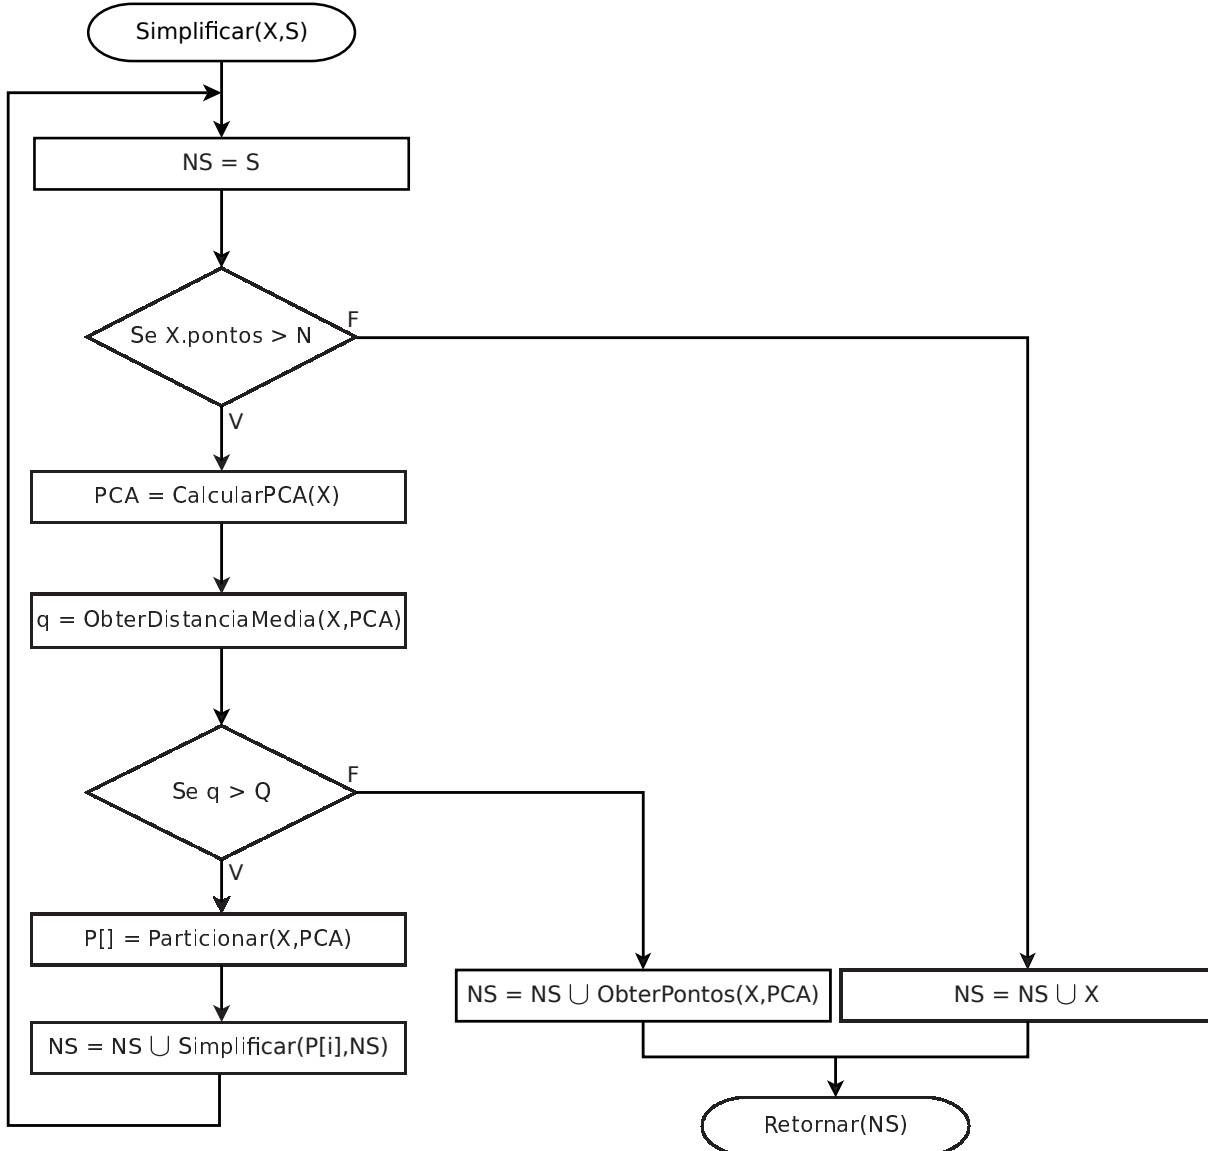 Simplificar(X,S)
NS = S
Se X.pontos > N
F
V
PCA = CalcularPCA(X)
q = ObterDistanciaMedia(X,PCA)
Se q > Q
F
V
P[] = Particionar(X,PCA)
NS = NS ∪ Simplificar(P[i],NS)
NS = NS ∪ ObterPontos(X,PCA)
NS = NS ∪ X
Retornar(NS)